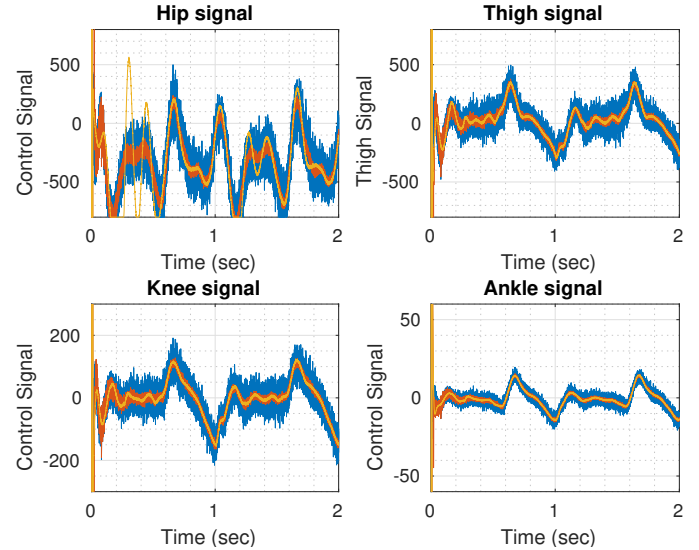 Hip signal
Control Signal
500
0
-500
0
1
2
Time (sec)
Thigh signal
Thigh Signal
500
0
-500
0
1
2
Time (sec)
Knee signal
Control Signal
200
0
-200
0
1
2
Time (sec)
Ankle signal
Control Signal
50
0
-50
0
1
2
Time (sec)